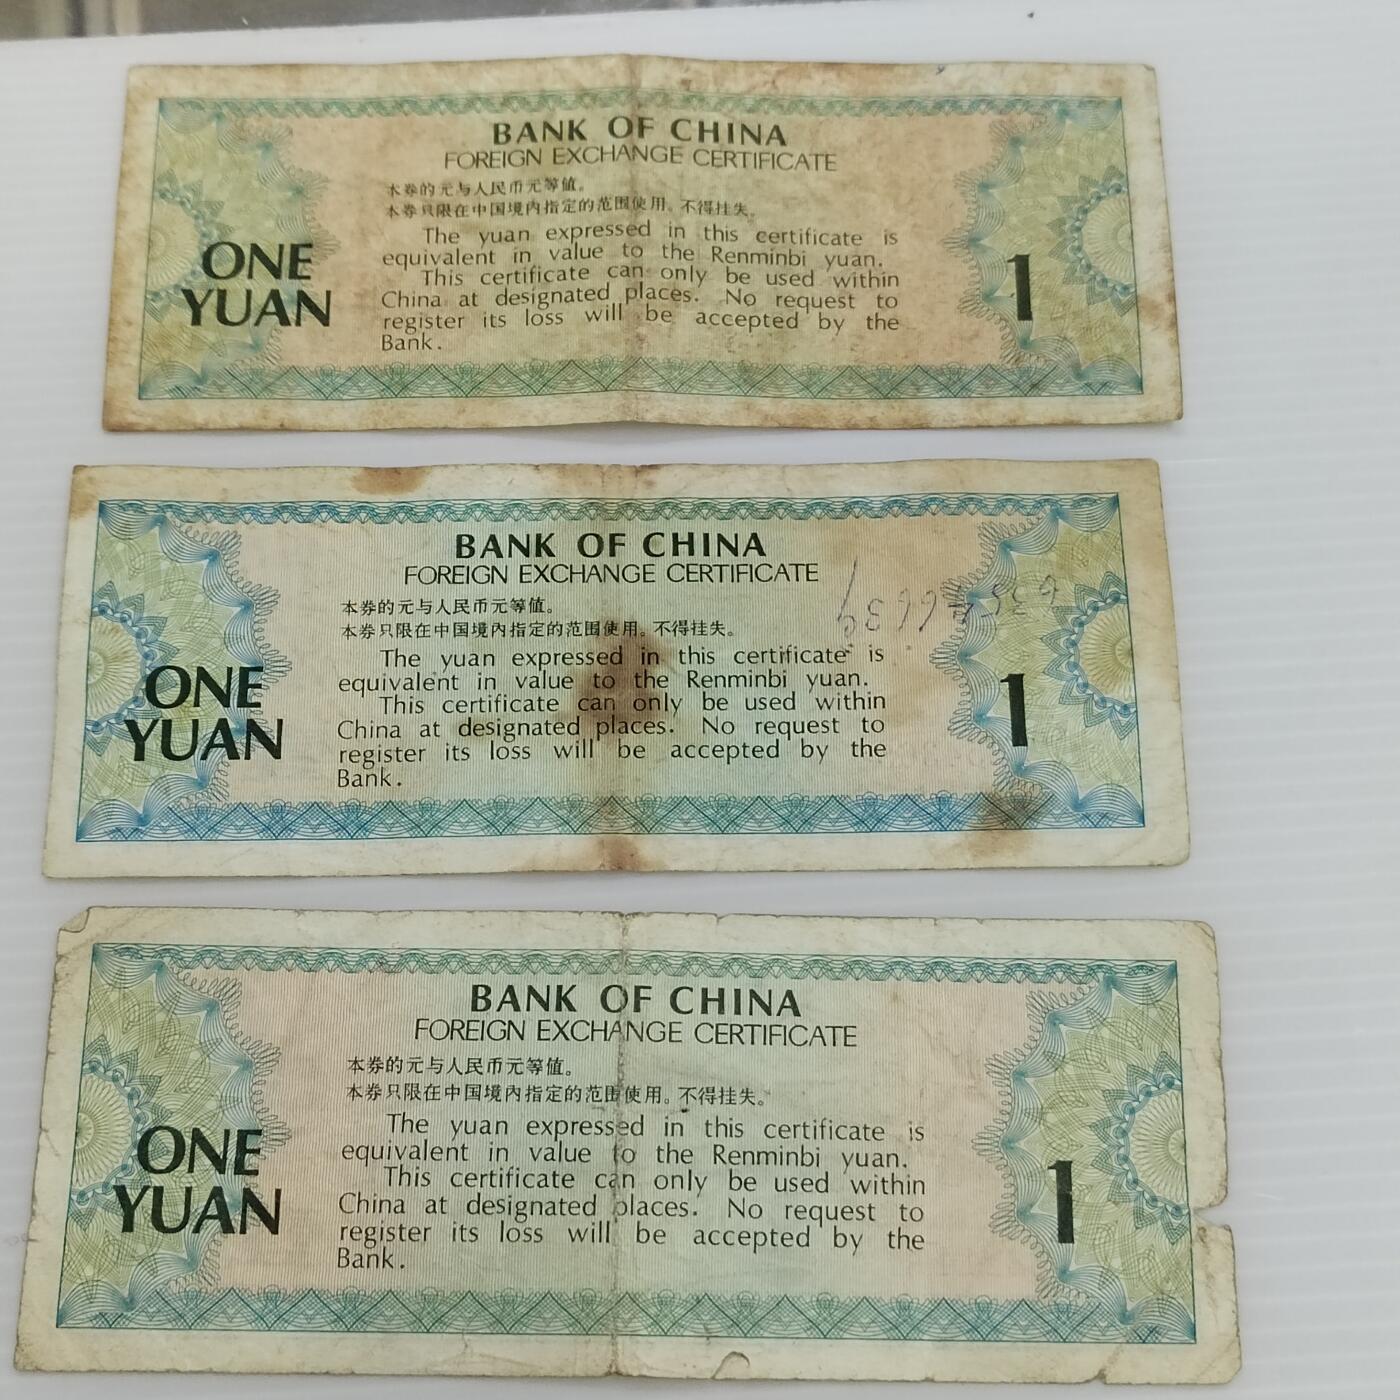 BANK OF CHINA
FOREIGN EXCHANGE CERTIFICATE
本券的元与人民币元等值。
本券只限在中国境内指定的范围使用。不得挂失。
The yuan expressed in this certificate is
equivalent in value to the Renminbi yuan.
This certificate can only be used within
China at designated places. No request to
register its loss will be accepted by the
Bank.
ONE
YUAN
1
BANK OF CHINA
FOREIGN EXCHANGE CERTIFICATE
本券的元与人民币元等值。
本券只限在中国境内指定的范围使用。不得挂失。
The yuan expressed in this certificate is
equivalent in value to the Renminbi yuan.
This certificate can only be used within
China at designated places. No request to
register its loss will be accepted by the
Bank.
ONE
YUAN
1
BANK OF CHINA
FOREIGN EXCHANGE CERTIFICATE
本券的元与人民币元等值。
本券只限在中国境内指定的范围使用。不得挂失。
The yuan expressed in this certificate is
equivalent in value to the Renminbi yuan.
This certificate can only be used within
China at designated places. No request to
register its loss will be accepted by the
Bank.
ONE
YUAN
1